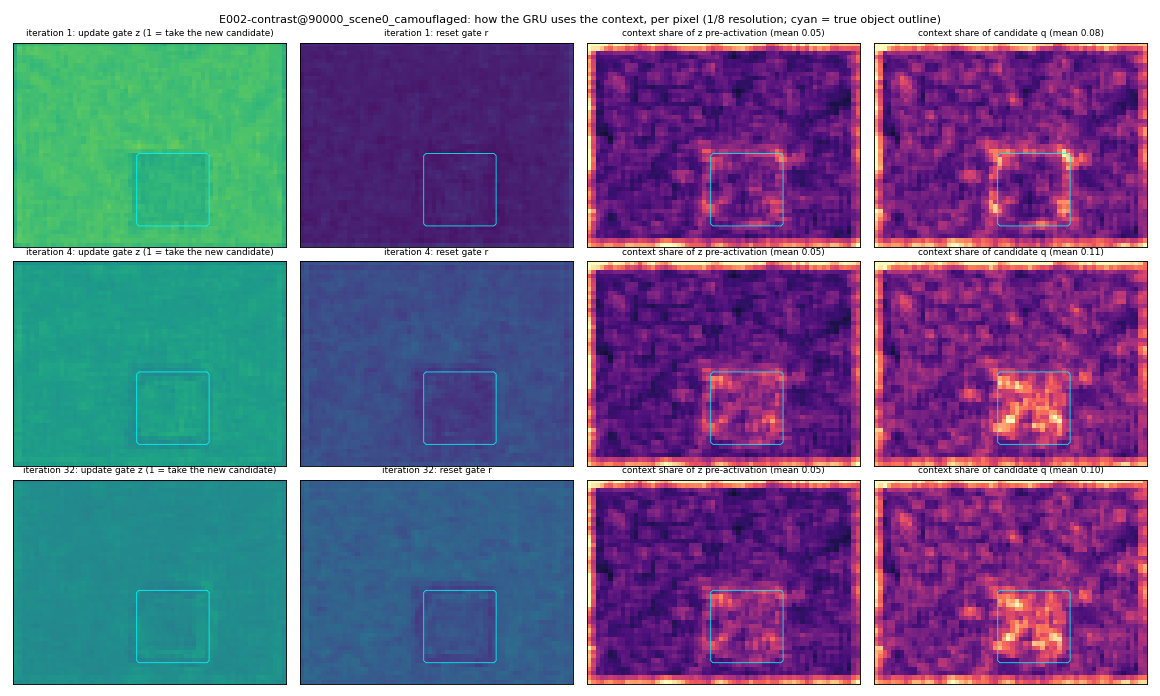 E002-contrast@90000_scene0_camouflaged: how the GRU uses the context, per pixel (1/8 resolution; cyan = true object outline)
iteration 1: update gate z (1 = take the new candidate)
iteration 1: reset gate r
context share of z pre-activation (mean 0.05)
context share of candidate q (mean 0.08)
iteration 4: update gate z (1 = take the new candidate)
iteration 4: reset gate r
context share of z pre-activation (mean 0.05)
context share of candidate q (mean 0.11)
iteration 32: update gate z (1 = take the new candidate)
iteration 32: reset gate r
context share of z pre-activation (mean 0.05)
context share of candidate q (mean 0.10)